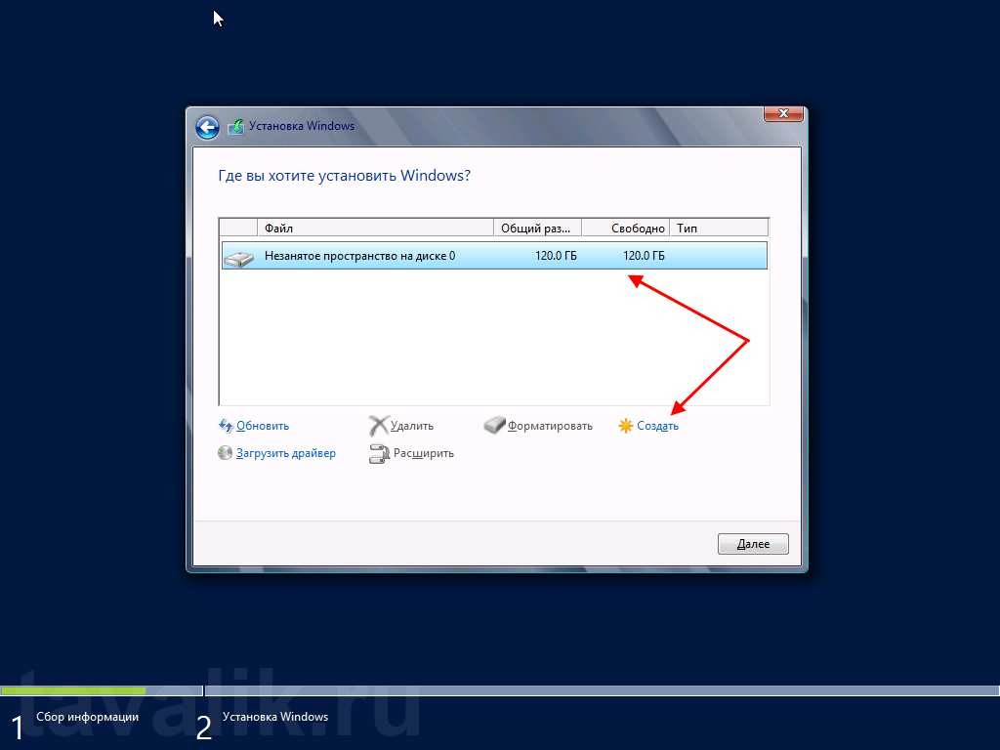 Установка Windows
Где вы хотите установить Windows?
Файл Общий раз... Свободно Тип
Незанятое пространство на диске 0 120.0 ГБ 120.0 ГБ
Обновить Удалить Форматировать Создать
Загрузить драйвер Расширить
Далее
tavalik.ru
1 Сбор информации 2 Установка Windows